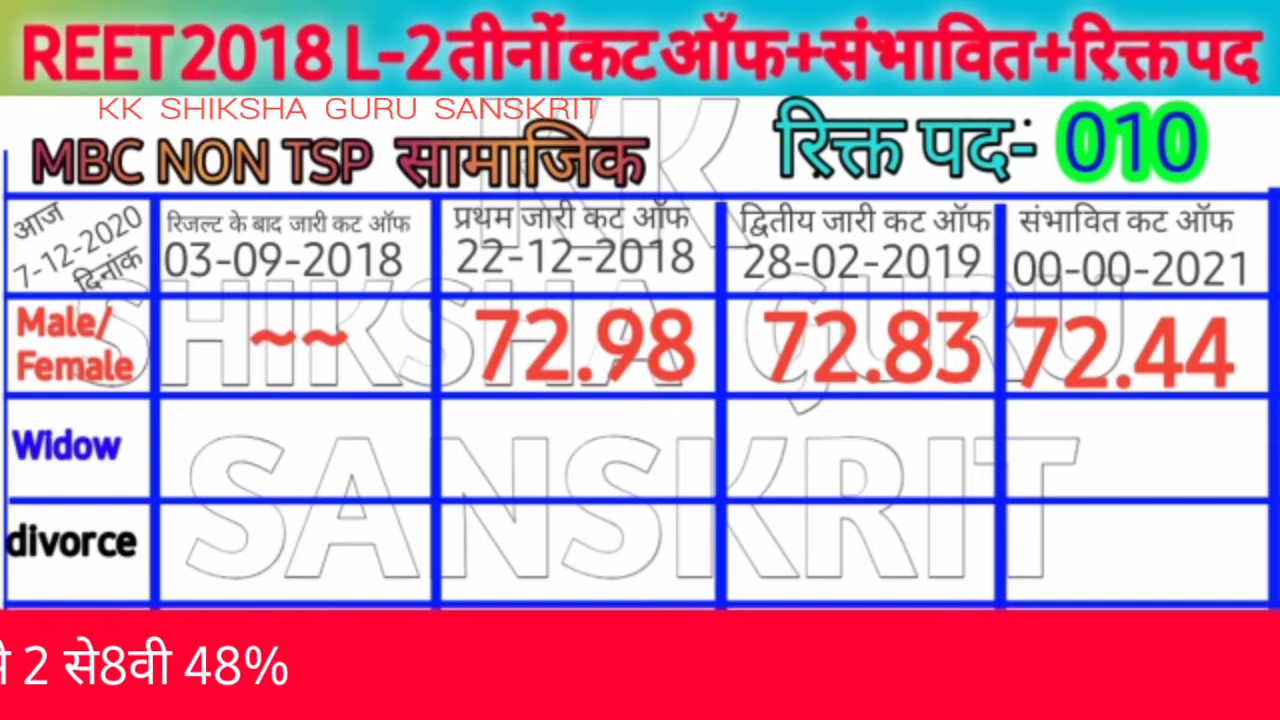 REET 2018 L-2 तीनों कट ऑफ+संभावित+रिक्त पद
KK SHIKSHA GURU SANSKRIT
MBC NON TSP सामाजिक
रिक्त पद:- 010
आज
7-12-2020
दिनांक
रिजल्ट के बाद जारी कट ऑफ
03-09-2018
प्रथम जारी कट ऑफ
22-12-2018
द्वितीय जारी कट ऑफ
28-02-2019
संभावित कट ऑफ
00-00-2021
Male/
Female
~~ 72.98 72.83 72.44
Widow
divorce
KK
SHIKSHA GURU
SANSKRIT
2 से8वी 48%